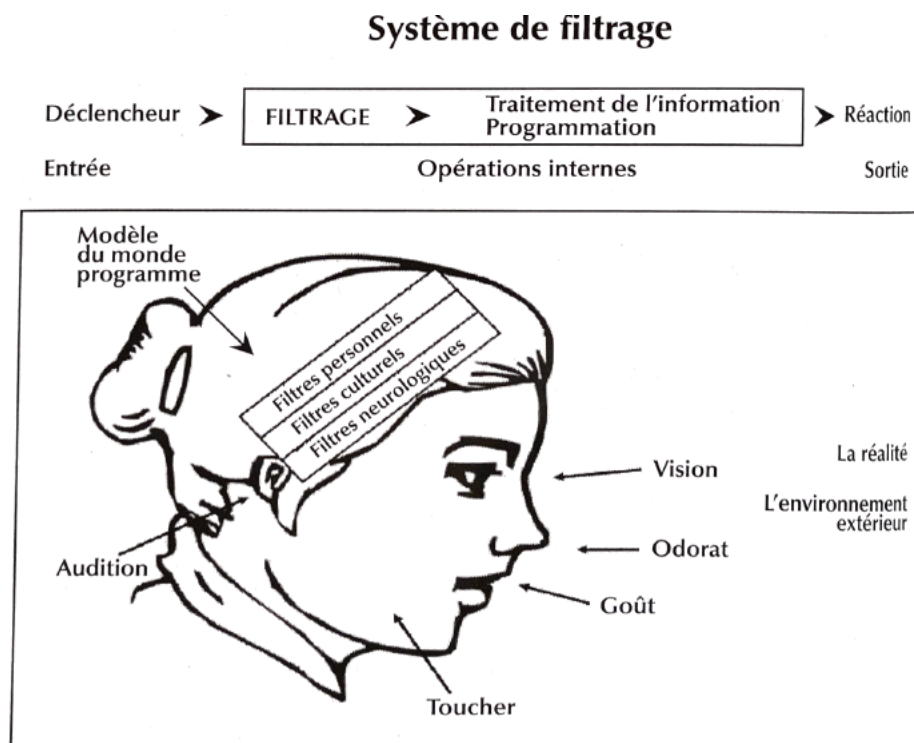 Système de filtrage
Déclencheur ➤ FILTRAGE ➤ Traitement de l'information ➤ Réaction
Programmation
Entrée Opérations internes Sortie
Modèle
du monde
programme
Filtres personnels
Filtres culturels
Filtres neurologiques
La réalité
Vision
L'environnement
extérieur
Odorat
Audition
Goût
Toucher